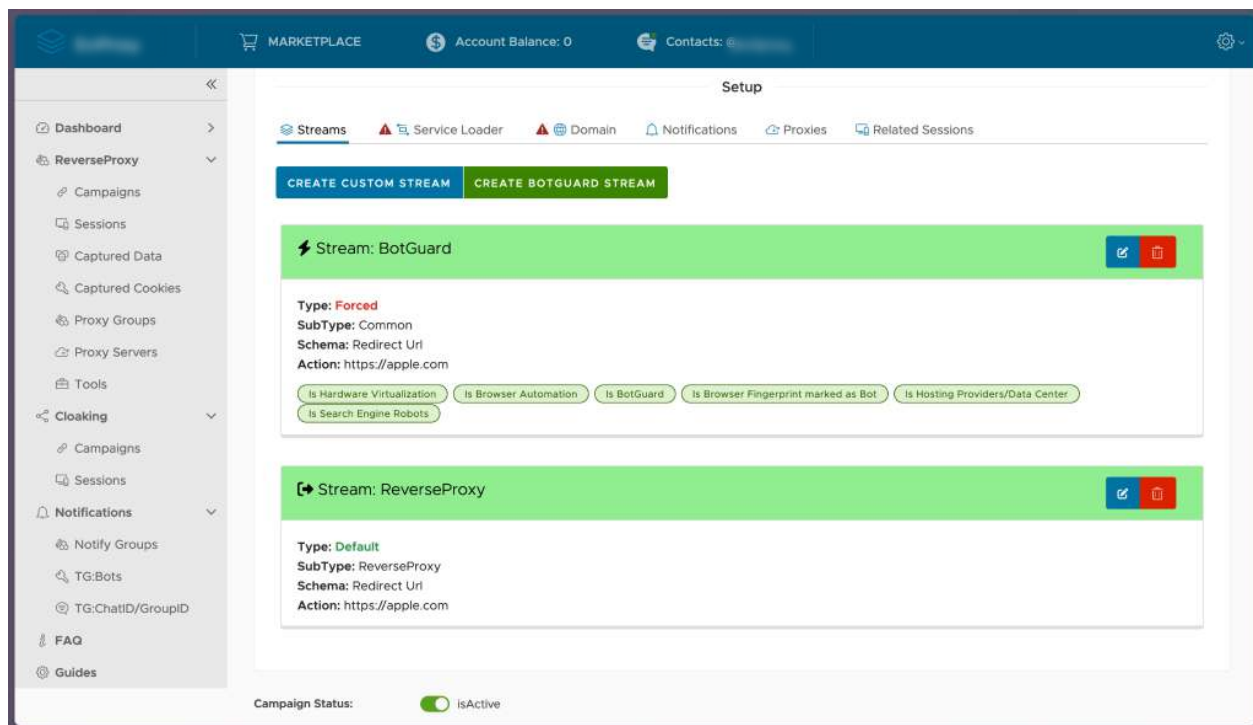 MARKETPLACE
Account Balance: 0
Contacts:
Setup
Dashboard
ReverseProxy
Campaigns
Sessions
Captured Data
Captured Cookies
Proxy Groups
Proxy Servers
Tools
Cloaking
Campaigns
Sessions
Notifications
Notify Groups
TG:Bots
TG:ChatID/GroupID
FAQ
Guides
Streams Service Loader Domain Notifications Proxies Related Sessions
CREATE CUSTOM STREAM CREATE BOTGUARD STREAM
Stream: BotGuard
Type: Forced
SubType: Common
Schema: Redirect Url
Action: https://apple.com
Is Hardware Virtualization Is Browser Automation Is BotGuard Is Browser Fingerprint marked as Bot Is Hosting Providers/Data Center
Is Search Engine Robots
Stream: ReverseProxy
Type: Default
SubType: ReverseProxy
Schema: Redirect Url
Action: https://apple.com
Campaign Status: isActive